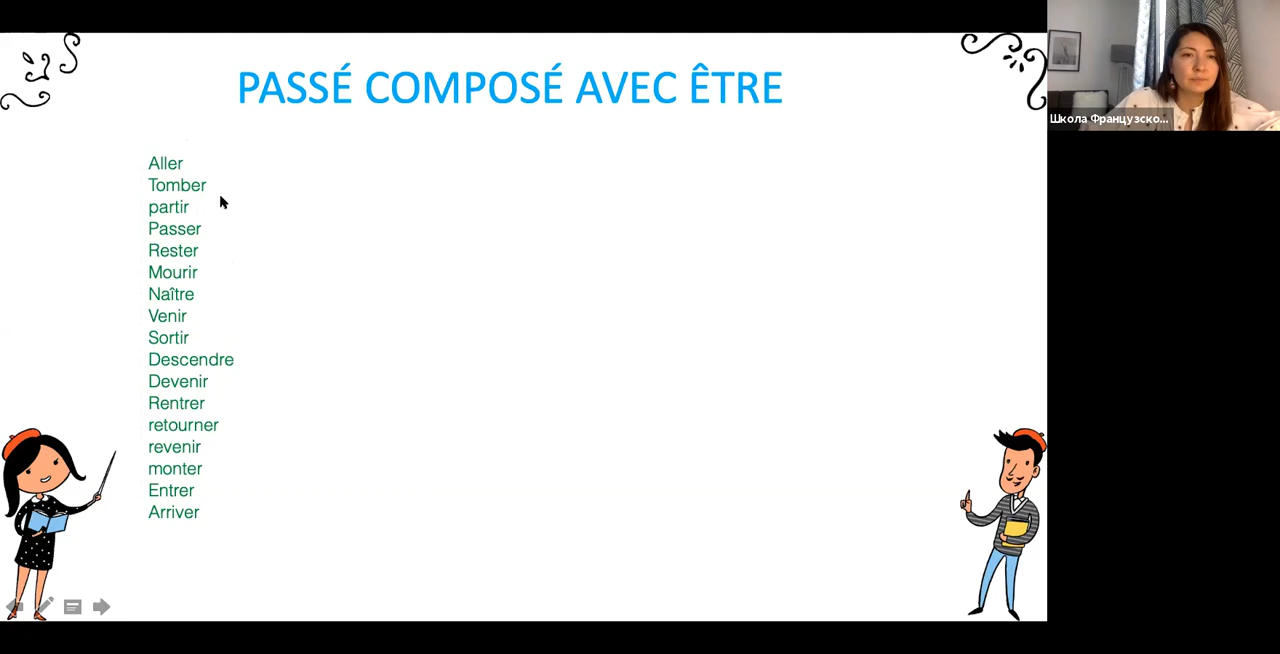 PASSÉ COMPOSÉ AVEC ÊTRE
Школа Французско...
Aller
Tomber
partir
Passer
Rester
Mourir
Naître
Venir
Sortir
Descendre
Devenir
Rentrer
retourner
revenir
monter
Entrer
Arriver